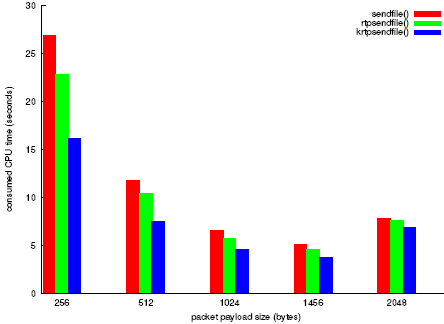 30
25
20
15
10
5
0
consumed CPU time (seconds)
sendfile()
rtpsendfile()
krtpsendfile()
256 512 1024 1456 2048
packet payload size (bytes)